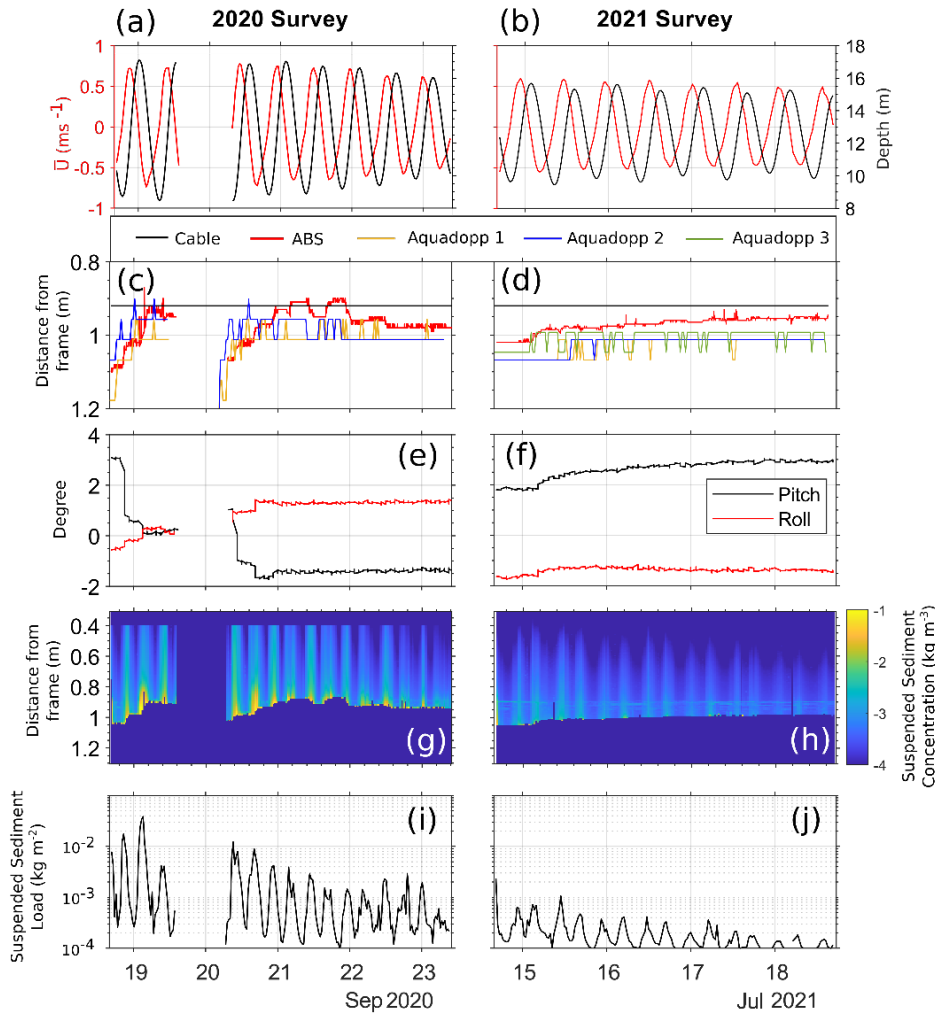 2020 Survey 2021 Survey
(a) (b)
1 0.5 0 -0.5 -1
U̅ (ms⁻¹)
18 16 14 12 10 8
Depth (m)
Cable ABS Aquadopp 1 Aquadopp 2 Aquadopp 3
(c) (d)
0.8 1 1.2
Distance from
frame (m)
(e) (f)
4 2 0 -2
Degree
Pitch
Roll
(g) (h)
0.4 0.6 0.8 1 1.2
Distance from
frame (m)
-1 -2 -3 -4
Suspended Sediment
Concentration (kg m⁻³)
(i) (j)
10⁻² 10⁻³ 10⁻⁴
Suspended Sediment
Load (kg m⁻²)
19 20 21 22 23 15 16 17 18
Sep 2020 Jul 2021